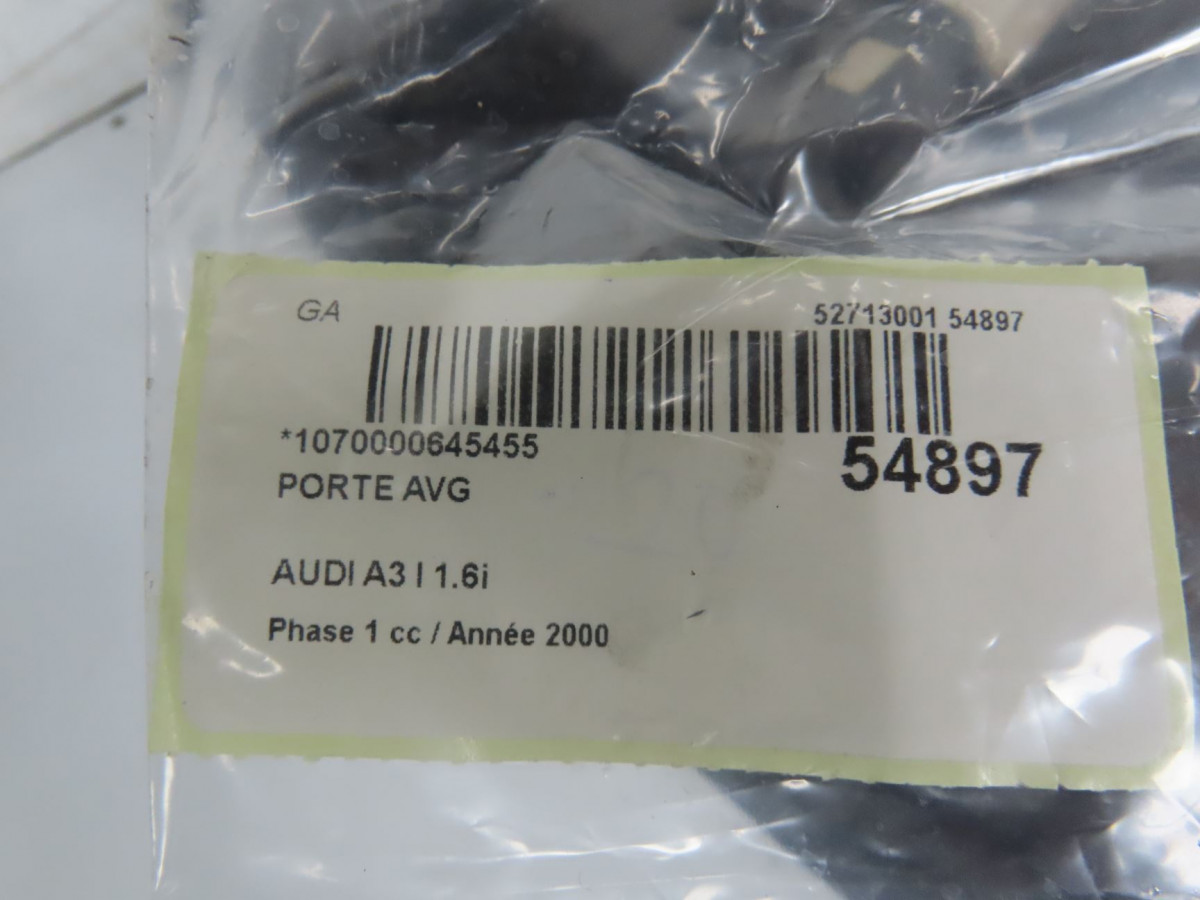 GA
52713001 54897
*1070000645455
54897
PORTE AVG
AUDI A3 I 1.6i
Phase 1 cc / Année 2000